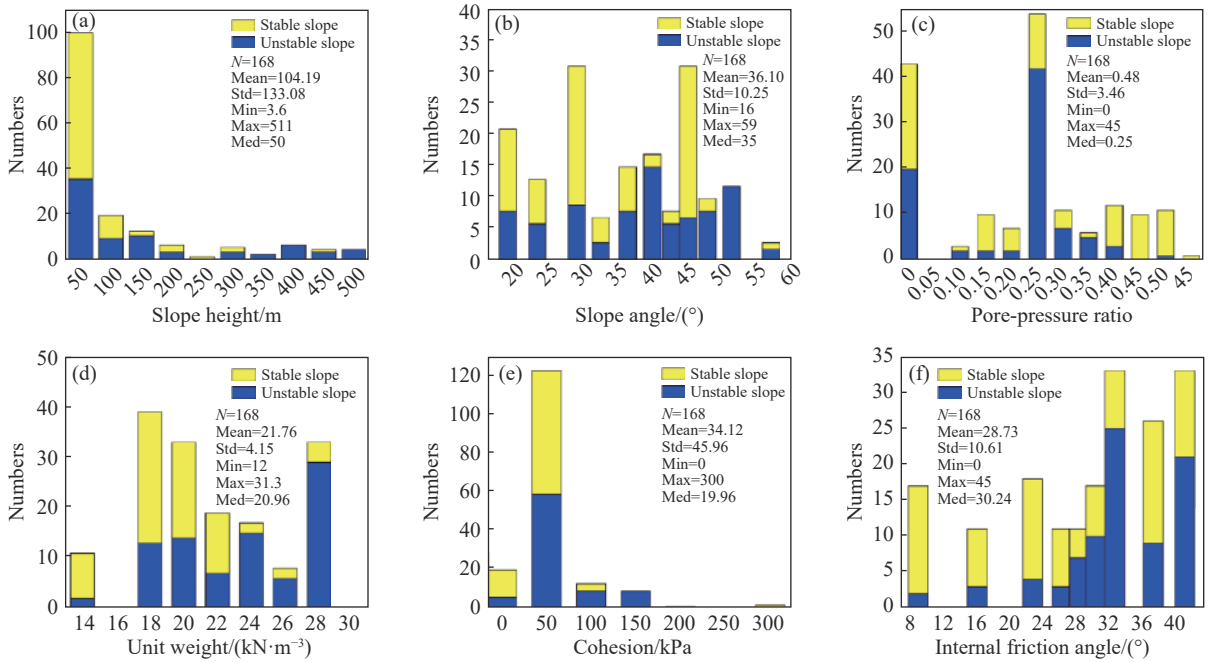 (a)
Stable slope
Unstable slope
N=168
Mean=104.19
Std=133.08
Min=3.6
Max=511
Med=50
100
80
60
40
20
0
Numbers
50 100 150 200 250 300 350 400 450 500
Slope height/m
(b)
Stable slope
Unstable slope
N=168
Mean=36.10
Std=10.25
Min=16
Max=59
Med=35
40
35
30
25
20
15
10
5
0
Numbers
20 25 30 35 40 45 50 60
Slope angle/(°)
(c)
Stable slope
Unstable slope
N=168
Mean=0.48
Std=3.46
Min=0
Max=45
Med=0.25
50
40
30
20
10
0
Numbers
0 0.05 0.10 0.15 0.20 0.25 0.30 0.35 0.40 0.45 0.50 45
Pore-pressure ratio
(d)
Stable slope
Unstable slope
N=168
Mean=21.76
Std=4.15
Min=12
Max=31.3
Med=20.96
50
40
30
20
10
0
Numbers
14 16 18 20 22 24 26 28 30
Unit weight/(kN·m⁻³)
(e)
Stable slope
Unstable slope
N=168
Mean=34.12
Std=45.96
Min=0
Max=300
Med=19.96
120
100
80
60
40
20
0
Numbers
0 50 100 150 200 250 300
Cohesion/kPa
(f)
Stable slope
Unstable slope
N=168
Mean=28.73
Std=10.61
Min=0
Max=45
Med=30.24
35
30
25
20
15
10
5
0
Numbers
8 12 16 24 28 32 36 40
Internal friction angle/(°)